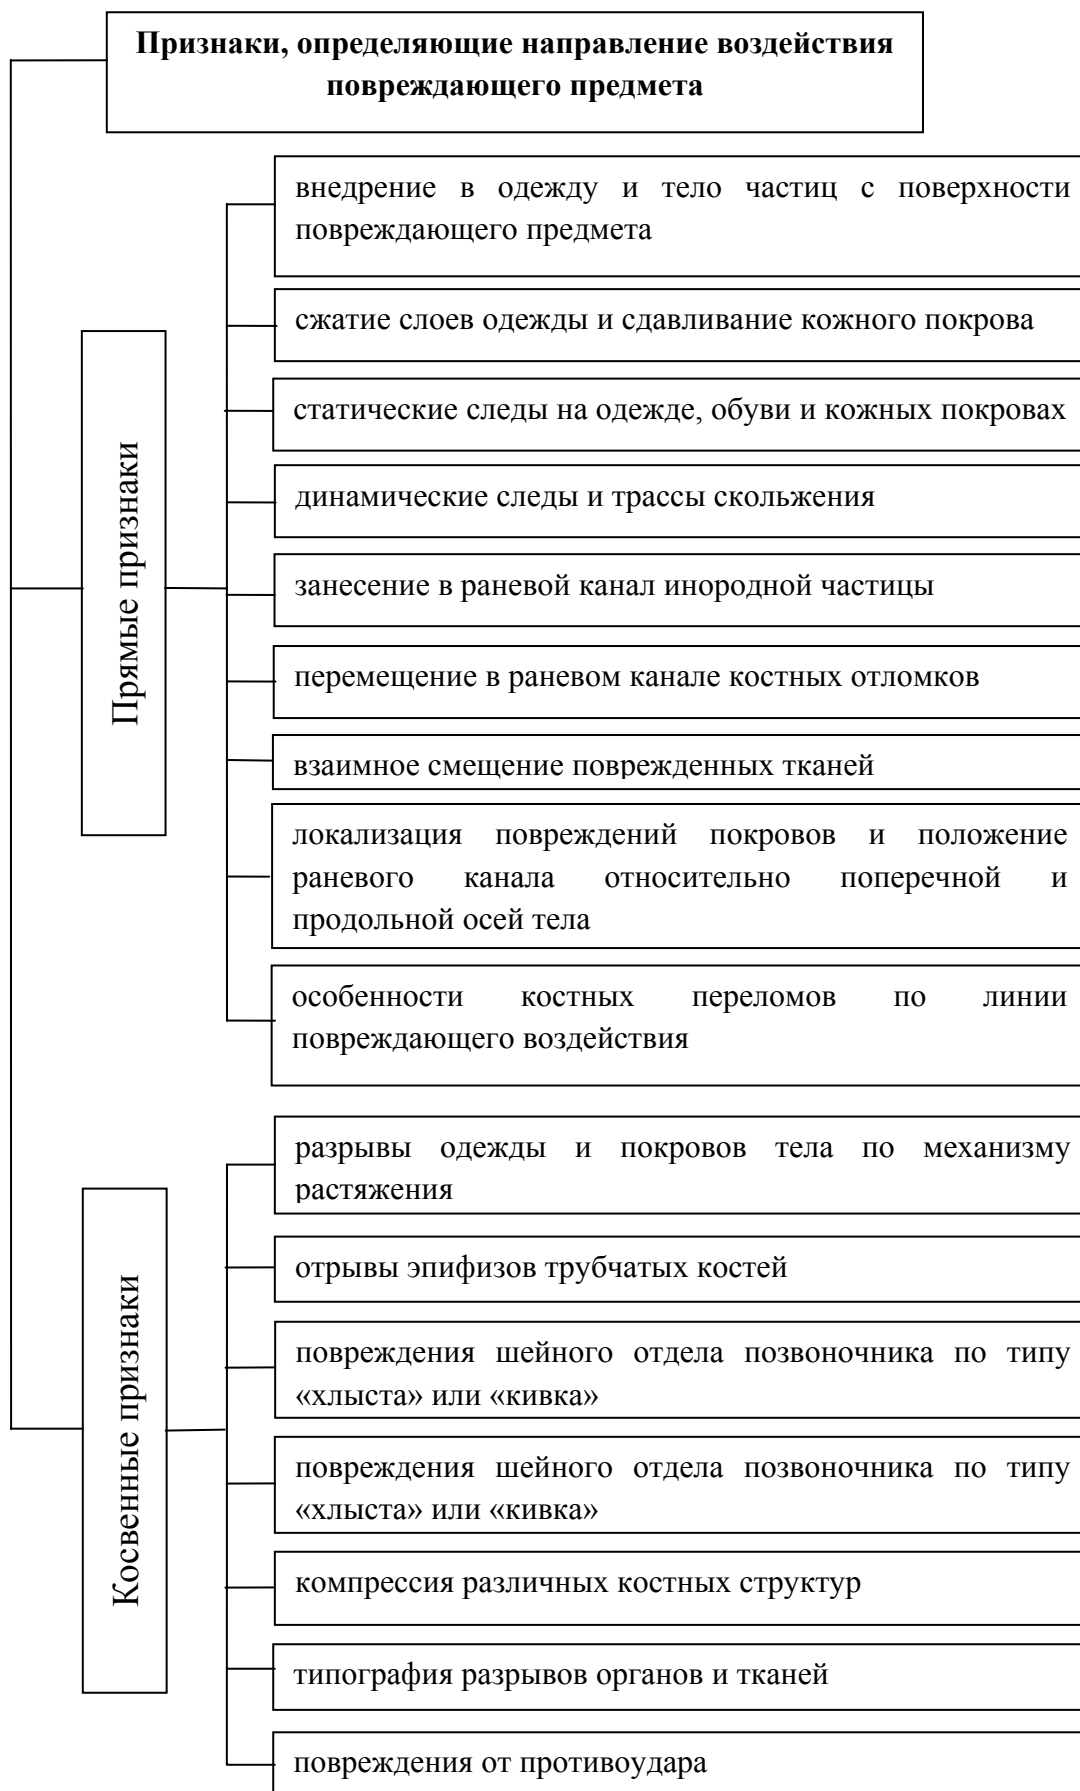 Признаки, определяющие направление воздействия
повреждающего предмета
Прямые признаки
внедрение в одежду и тело частиц с поверхности
повреждающего предмета
сжатие слоев одежды и сдавливание кожного покрова
статические следы на одежде, обуви и кожных покровах
динамические следы и трассы скольжения
занесение в раневой канал инородной частицы
перемещение в раневом канале костных отломков
взаимное смещение поврежденных тканей
локализация повреждений покровов и положение
раневого канала относительно поперечной и
продольной осей тела
особенности костных переломов по линии
повреждающего воздействия
Косвенные признаки
разрывы одежды и покровов тела по механизму
растяжения
отрывы эпифизов трубчатых костей
повреждения шейного отдела позвоночника по типу
«хлыста» или «кивка»
повреждения шейного отдела позвоночника по типу
«хлыста» или «кивка»
компрессия различных костных структур
типография разрывов органов и тканей
повреждения от противоудара